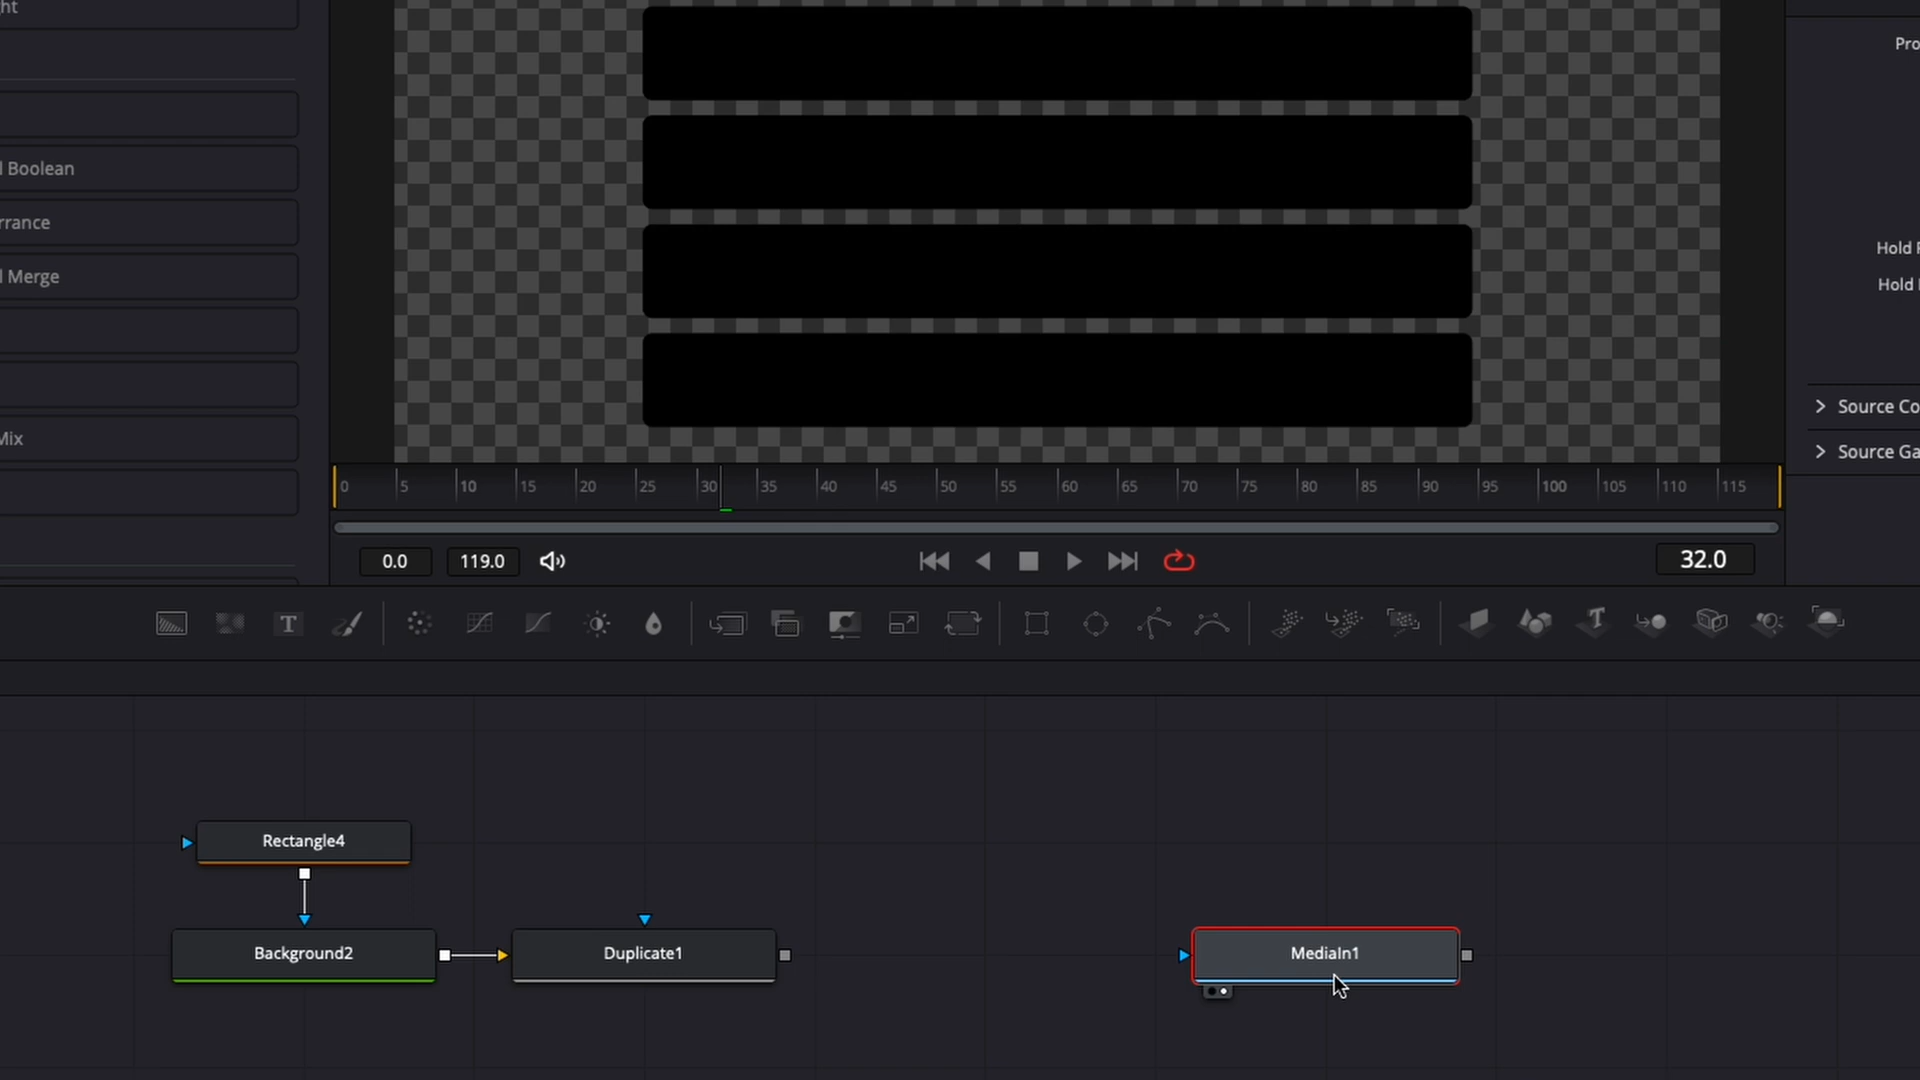 ht
Pro
l Boolean
rrance
l Merge
Hold
Hold
Mix
Source Co
Source Ga
0 5 10 15 20 25 30 35 40 45 50 55 60 65 70 75 80 85 90 95 100 105 110 115
0.0 119.0 32.0
T T
Rectangle4
Background2 Duplicate1 MediaIn1